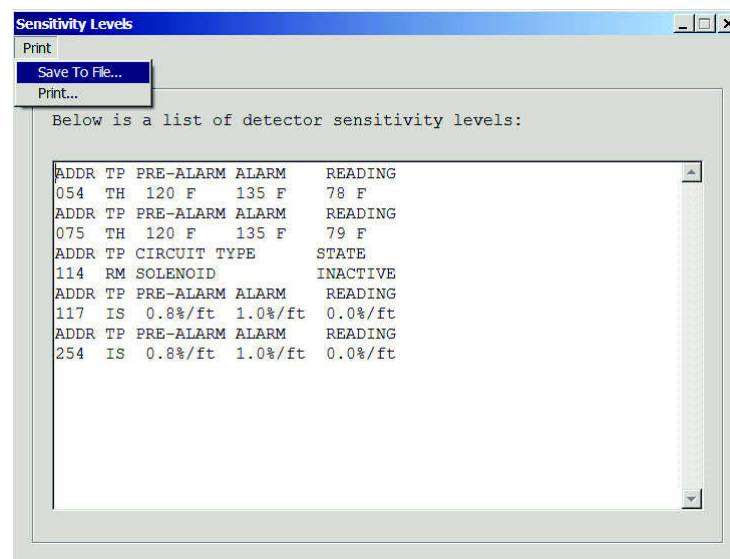 Sensitivity Levels
Print
Save To File...
Print...
Below is a list of detector sensitivity levels:
ADDR TP PRE-ALARM ALARM READING
054 TH 120 F 135 F 78 F
ADDR TP PRE-ALARM ALARM READING
075 TH 120 F 135 F 79 F
ADDR TP CIRCUIT TYPE STATE
114 RM SOLENOID INACTIVE
ADDR TP PRE-ALARM ALARM READING
117 IS 0.8%/ft 1.0%/ft 0.0%/ft
ADDR TP PRE-ALARM ALARM READING
254 IS 0.8%/ft 1.0%/ft 0.0%/ft